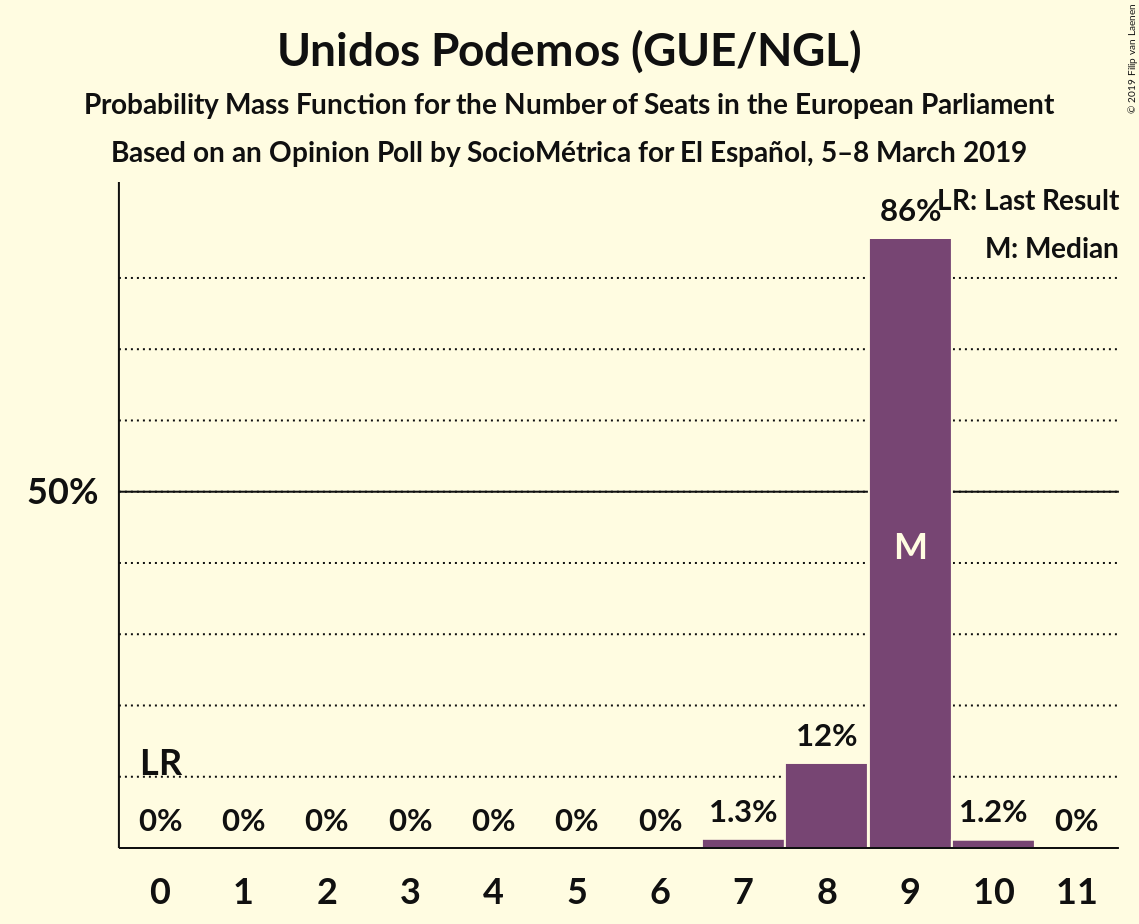 Unidos Podemos (GUE/NGL)
Probability Mass Function for the Number of Seats in the European Parliament
Based on an Opinion Poll by SocioMétrica for El Español, 5–8 March 2019
© 2019 Filip van Laenen
LR: Last Result
M: Median
86%
50%
M
12%
LR
0% 0% 0% 0% 0% 0% 0% 1.3% 1.2% 0%
0 1 2 3 4 5 6 7 8 9 10 11